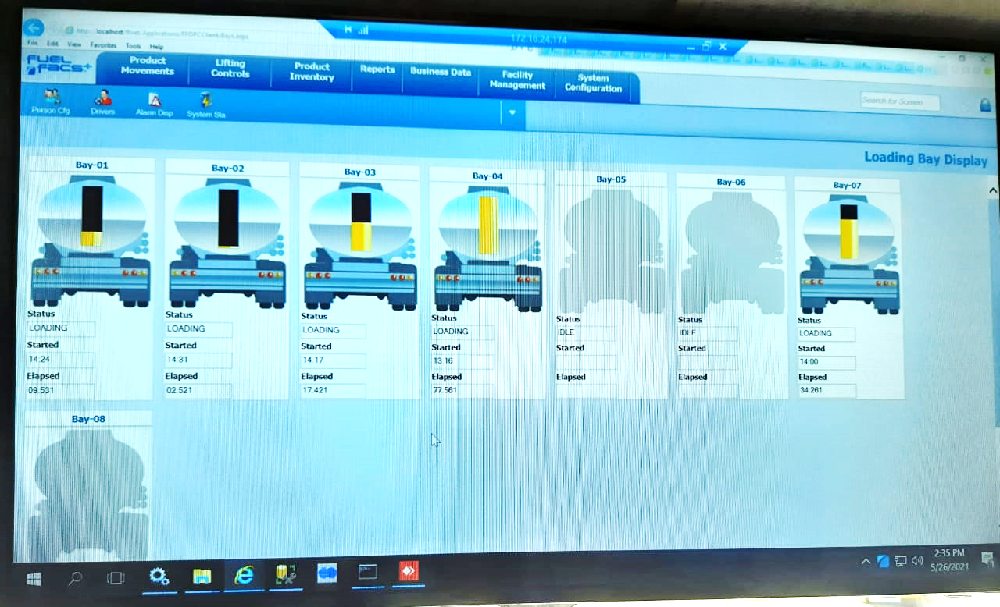 http://localhost/Fnet/Applications/FFOPCClient/Bays.aspx
172.16.24.174
File Edit View Favorites Tools Help
FUEL FACS+
Product Movements
Lifting Controls
Product Inventory
Reports
Business Data
Facility Management
System Configuration
Person Cfg
Drivers
Alarm Disp
System Sta
Search for Screen
Loading Bay Display
Bay-01
Bay-02
Bay-03
Bay-04
Bay-05
Bay-06
Bay-07
Status Status Status Status Status Status Status
LOADING LOADING LOADING LOADING IDLE IDLE LOADING
Started Started Started Started Started Started Started
14:24 14:31 14:17 13:16 14:00
Elapsed Elapsed Elapsed Elapsed Elapsed Elapsed Elapsed
09:531 02:521 17.421 77.561 34.261
Bay-08
2:35 PM
5/26/2021